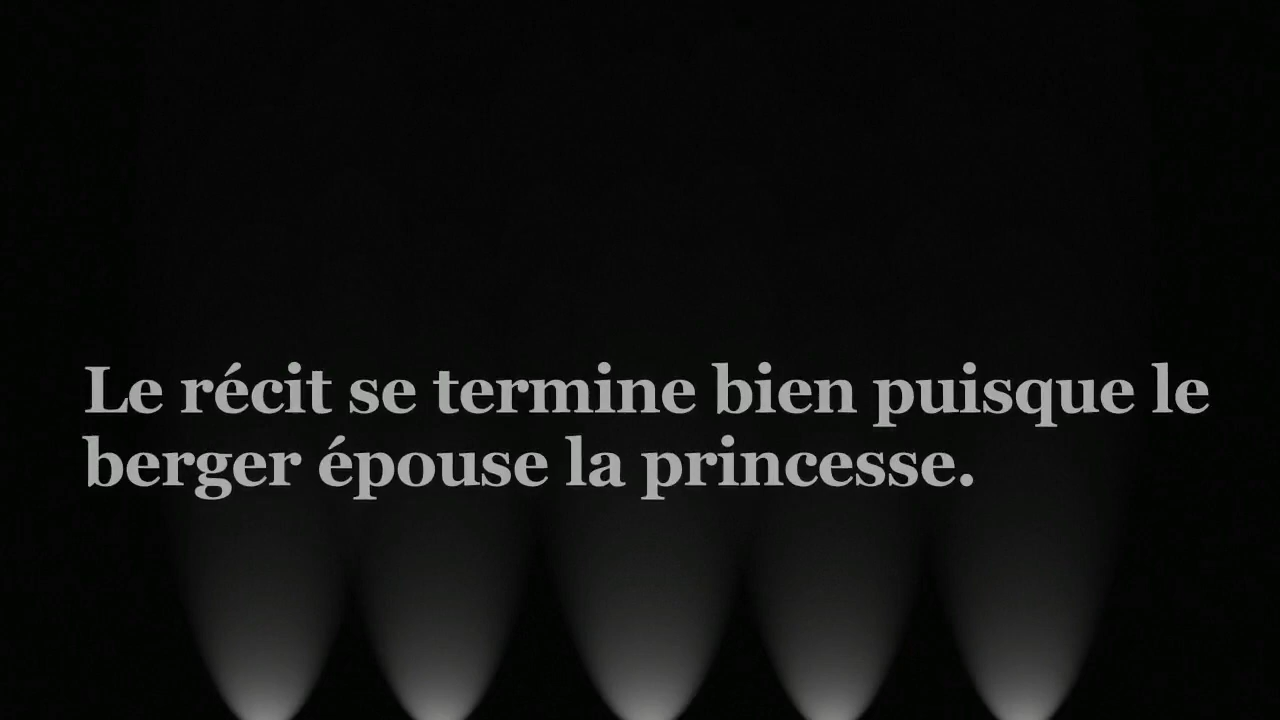 Le récit se termine bien puisque le
berger épouse la princesse.